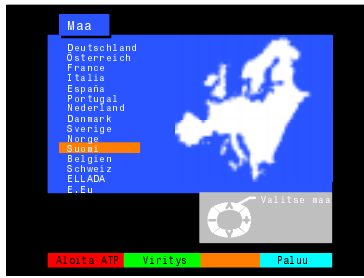 Maa
Deutschland
Österreich
France
Italia
España
Portugal
Nederland
Danmark
Sverige
Norge
Suomi
Belgien
Schweiz
ELLADA
E.Eu
Valitse maa
Aloita ATP
Viritys
Paluu